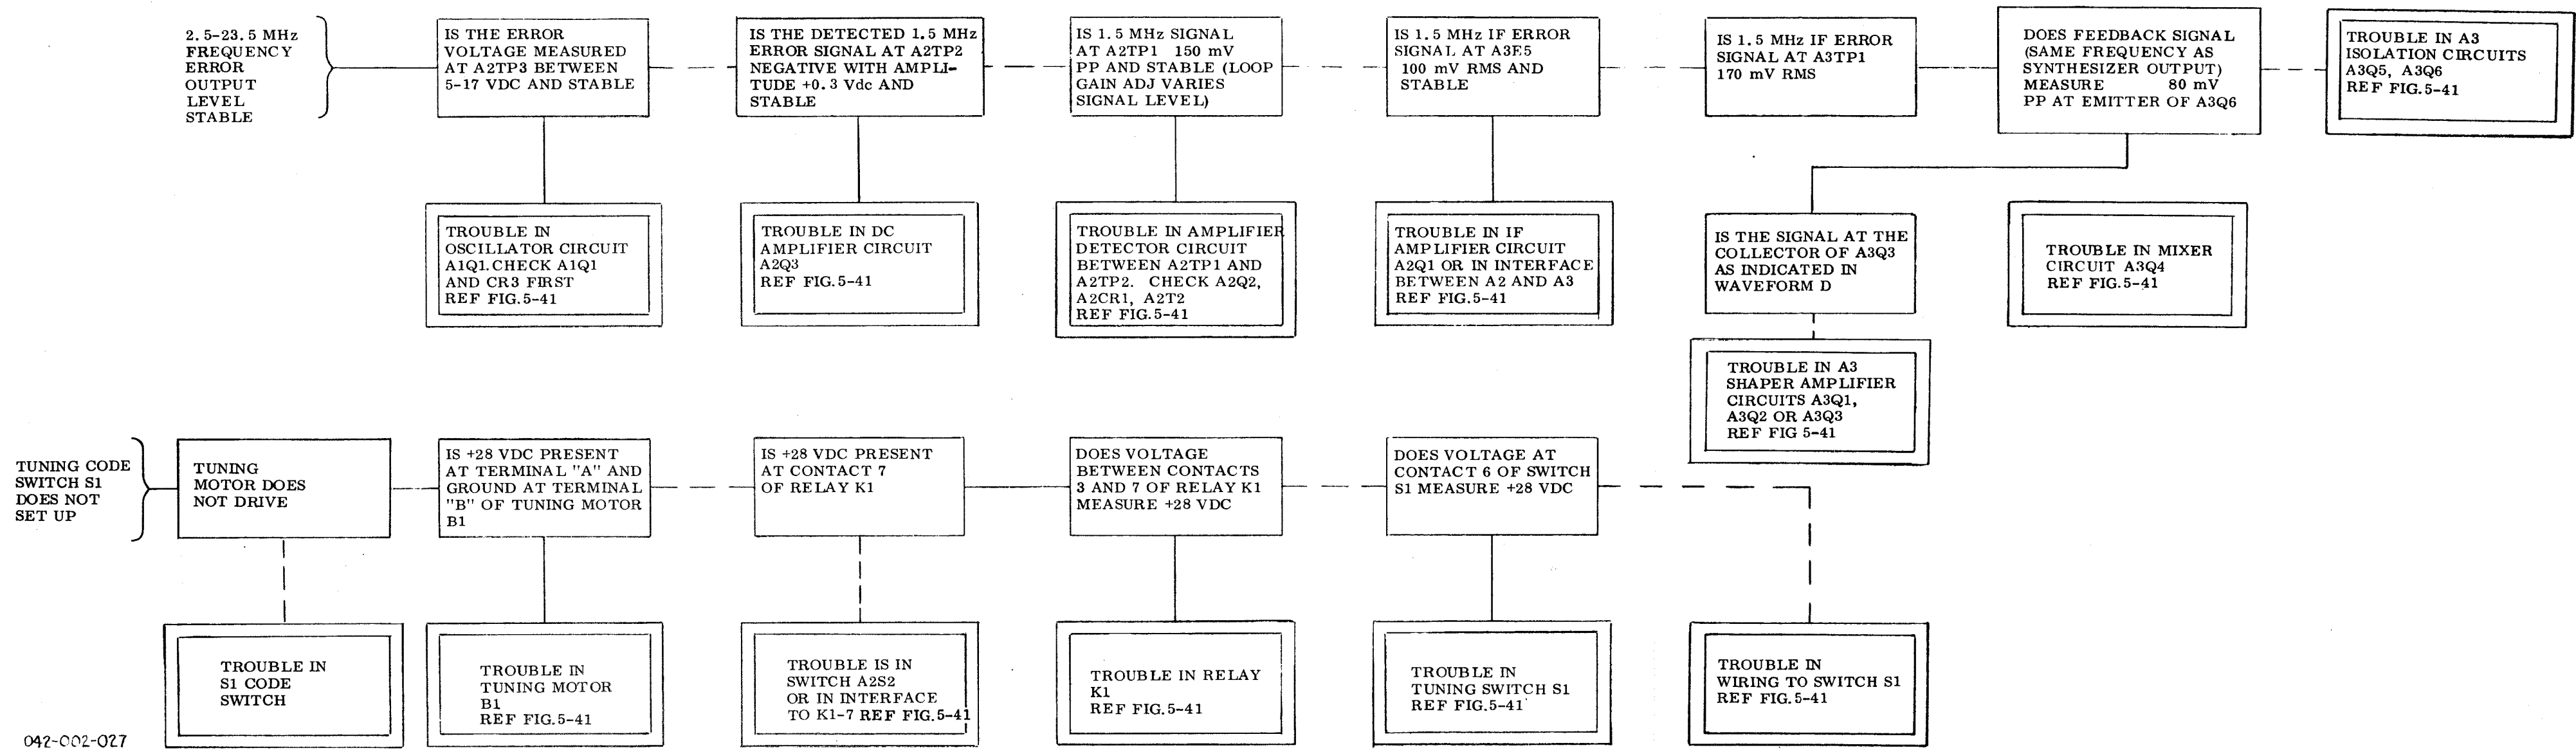 2.5-23.5 MHz
FREQUENCY
ERROR
OUTPUT
LEVEL
STABLE
IS THE ERROR
VOLTAGE MEASURED
AT A2TP3 BETWEEN
5-17 VDC AND STABLE
IS THE DETECTED 1.5 MHz
ERROR SIGNAL AT A2TP2
NEGATIVE WITH AMPLI-
TUDE +0.3 Vdc AND
STABLE
IS 1.5 MHz SIGNAL
AT A2TP1 150 mV
PP AND STABLE (LOOP
GAIN ADJ VARIES
SIGNAL LEVEL)
IS 1.5 MHz IF ERROR
SIGNAL AT A3E5
100 mV RMS AND
STABLE
IS 1.5 MHz IF ERROR
SIGNAL AT A3TP1
170 mV RMS
DOES FEEDBACK SIGNAL
(SAME FREQUENCY AS
SYNTHESIZER OUTPUT)
MEASURE 80 mV
PP AT EMITTER OF A3Q6
TROUBLE IN A3
ISOLATION CIRCUITS
A3Q5, A3Q6
REF FIG.5-41
TROUBLE IN
OSCILLATOR CIRCUIT
A1Q1.CHECK A1Q1
AND CR3 FIRST
REF FIG.5-41
TROUBLE IN DC
AMPLIFIER CIRCUIT
A2Q3
REF FIG.5-41
TROUBLE IN AMPLIFIER
DETECTOR CIRCUIT
BETWEEN A2TP1 AND
A2TP2. CHECK A2Q2,
A2CR1, A2T2
REF FIG.5-41
TROUBLE IN IF
AMPLIFIER CIRCUIT
A2Q1 OR IN INTERFACE
BETWEEN A2 AND A3
REF FIG.5-41
IS THE SIGNAL AT THE
COLLECTOR OF A3Q3
AS INDICATED IN
WAVEFORM D
TROUBLE IN MIXER
CIRCUIT A3Q4
REF FIG.5-41
TROUBLE IN A3
SHAPER AMPLIFIER
CIRCUITS A3Q1,
A3Q2 OR A3Q3
REF FIG 5-41
TUNING CODE
SWITCH S1
DOES NOT
SET UP
TUNING
MOTOR DOES
NOT DRIVE
IS +28 VDC PRESENT
AT TERMINAL "A" AND
GROUND AT TERMINAL
"B" OF TUNING MOTOR
B1
IS +28 VDC PRESENT
AT CONTACT 7
OF RELAY K1
DOES VOLTAGE
BETWEEN CONTACTS
3 AND 7 OF RELAY K1
MEASURE +28 VDC
DOES VOLTAGE AT
CONTACT 6 OF SWITCH
S1 MEASURE +28 VDC
TROUBLE IN
S1 CODE
SWITCH
TROUBLE IN
TUNING MOTOR
B1
REF FIG.5-41
TROUBLE IS IN
SWITCH A2S2
OR IN INTERFACE
TO K1-7 REF FIG.5-41
TROUBLE IN RELAY
K1
REF FIG.5-41
TROUBLE IN
TUNING SWITCH S1
REF FIG.5-41
TROUBLE IN
WIRING TO SWITCH S1
REF FIG.5-41
042-002-027